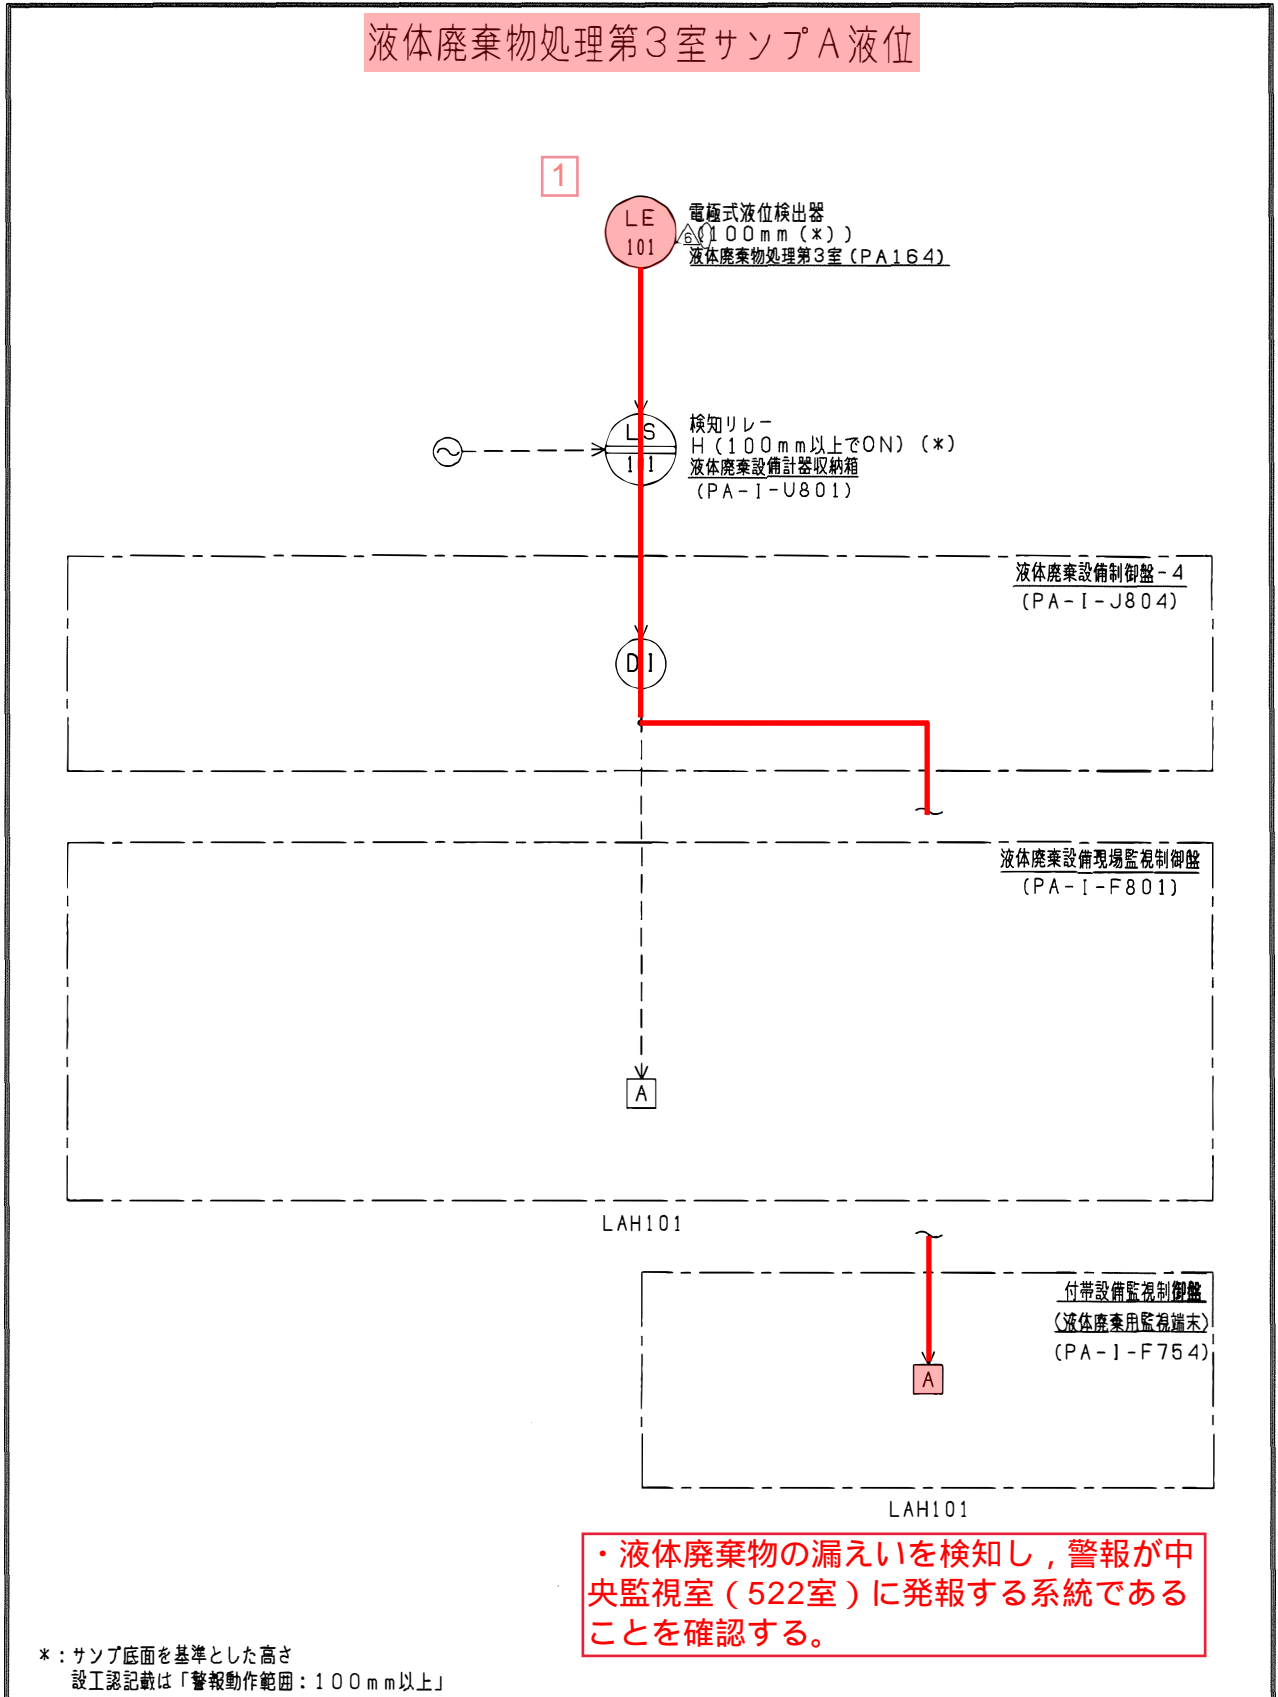 液体廃棄物処理第3室サンプA液位
1
LE
101
電極式液位検出器
6
(100mm(*))
液体廃棄物処理第3室(PA164)
LS
101
検知リレー
H(100mm以上でON)(*)
液体廃棄設備計器収納箱
(PA-I-U801)
液体廃棄設備制御盤-4
(PA-I-J804)
DI
液体廃棄設備現場監視制御盤
(PA-I-F801)
A
LAH101
付帯設備監視制御盤
(液体廃棄用監視端末)
(PA-I-F754)
A
LAH101
・液体廃棄物の漏えいを検知し,警報が中
央監視室(522室)に発報する系統である
ことを確認する。
*:サンプ底面を基準とした高さ
設工認記載は「警報動作範囲:100mm以上」